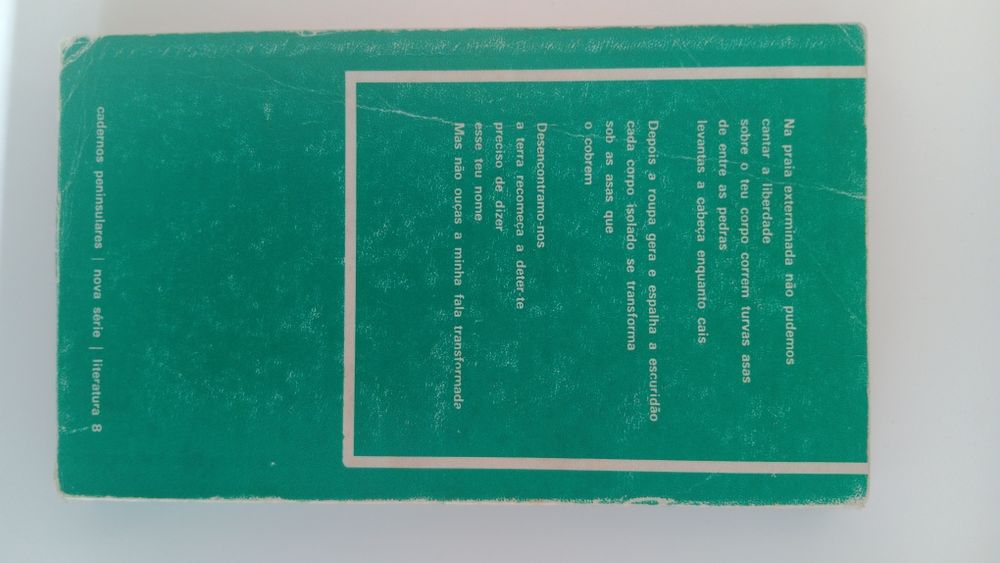 Na praia exterminada não pudemos
cantar a liberdade
sobre o teu corpo correm turvas asas
de entre as pedras
levantas a cabeça enquanto cais
Depois a roupa gera e espalha a escuridão
cada corpo isolado se transforma
sob as asas que
o cobrem
Desencontramo-nos
a terra recomeça a deter-te
preciso de dizer
esse teu nome
Mas não ouças a minha fala transformada
cadernos peninsulares | nova série | literatura 8